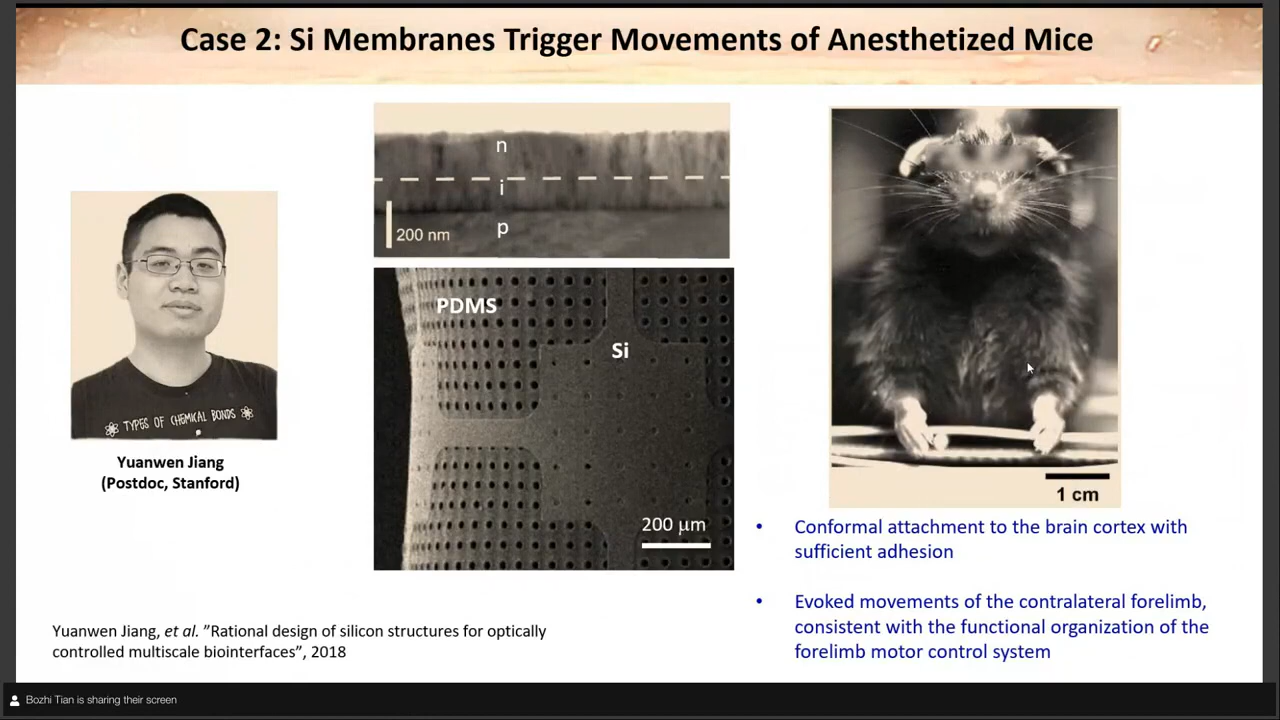 Case 2: Si Membranes Trigger Movements of Anesthetized Mice
n
i
p
200 nm
PDMS
Si
200 µm
1 cm
TYPES OF CHEMICAL BONDS
Yuanwen Jiang
(Postdoc, Stanford)
• Conformal attachment to the brain cortex with
sufficient adhesion
• Evoked movements of the contralateral forelimb,
consistent with the functional organization of the
forelimb motor control system
Yuanwen Jiang, et al. ”Rational design of silicon structures for optically
controlled multiscale biointerfaces”, 2018
Bozhi Tian is sharing their screen